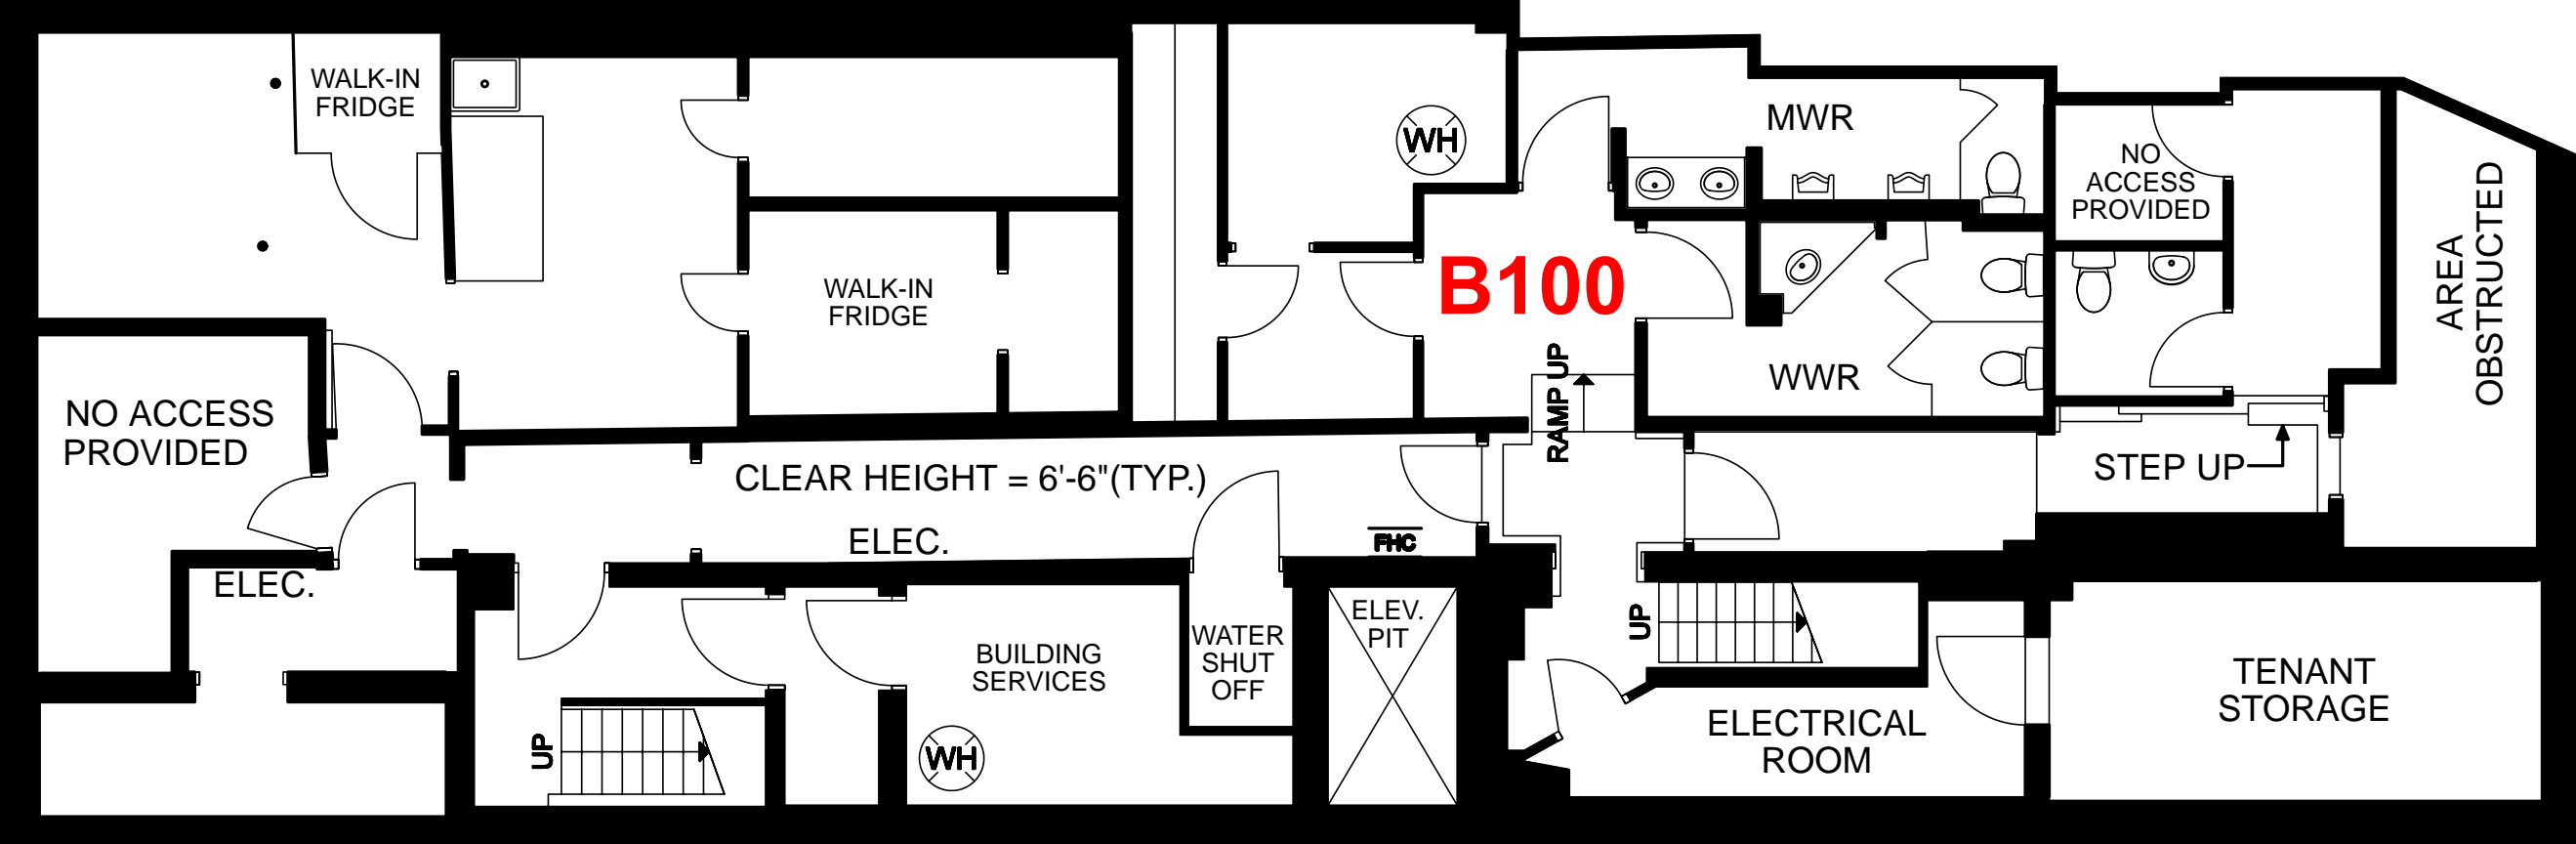 WALK-IN
FRIDGE
WH
MWR
NO
ACCESS
PROVIDED
AREA
OBSTRUCTED
WALK-IN
FRIDGE
B100
RAMP UP
WWR
NO ACCESS
PROVIDED
CLEAR HEIGHT = 6'-6"(TYP.)
ELEC.
FHC
STEP UP
ELEC.
BUILDING
SERVICES
WATER
SHUT
OFF
ELEV.
PIT
UP
UP
WH
ELECTRICAL
ROOM
TENANT
STORAGE